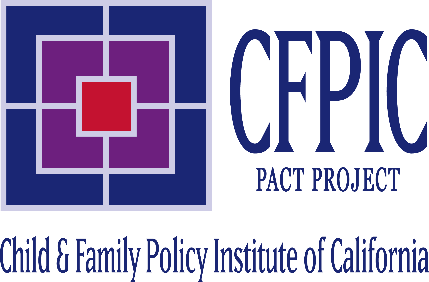 CFPIC
PACT PROJECT
Child & Family Policy Institute of California